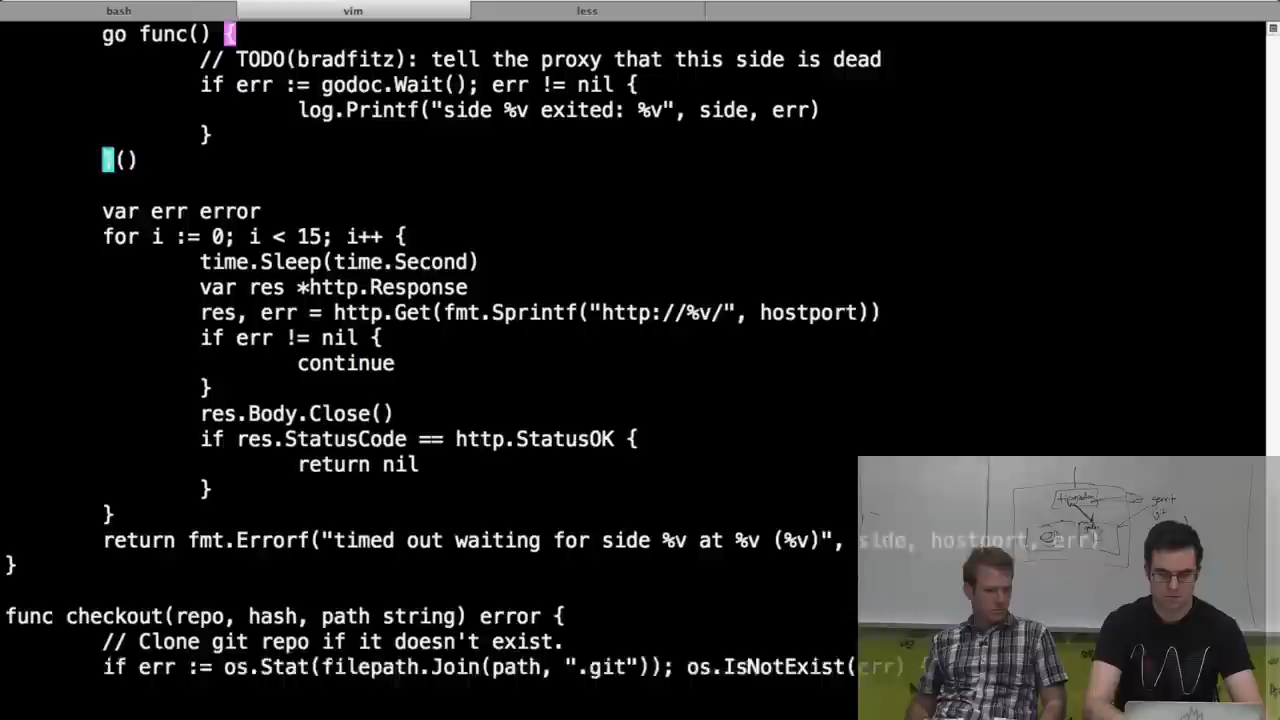 bash vim less
go func() {
// TODO(bradfitz): tell the proxy that this side is dead
if err := godoc.Wait(); err != nil {
log.Printf("side %v exited: %v", side, err)
}
}()
var err error
for i := 0; i < 15; i++ {
time.Sleep(time.Second)
var res *http.Response
res, err = http.Get(fmt.Sprintf("http://%v/", hostport))
if err != nil {
continue
}
res.Body.Close()
if res.StatusCode == http.StatusOK {
return nil
}
}
return fmt.Errorf("timed out waiting for side %v at %v (%v)", side, hostport, err)
}
func checkout(repo, hash, path string) error {
// Clone git repo if it doesn't exist.
if err := os.Stat(filepath.Join(path, ".git")); os.IsNotExist(err) {